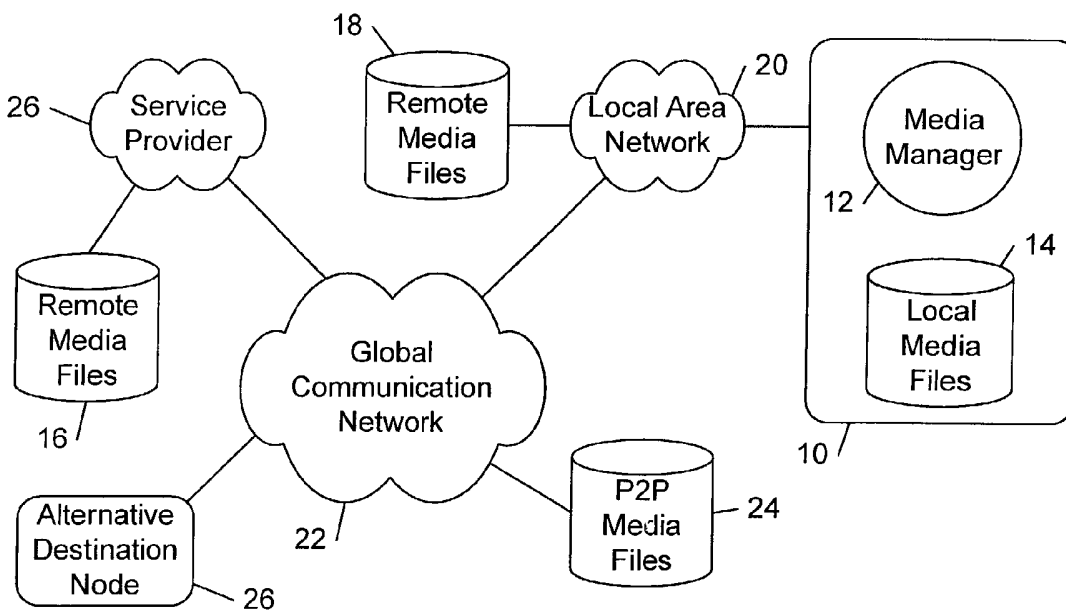 18
20
26
Service
Provider
Remote
Media
Files
Local Area
Network
Media
Manager
12
14
Remote
Media
Files
Global
Communication
Network
Local
Media
Files
16
10
Alternative
Destination
Node
22
P2P
Media
Files
24
26